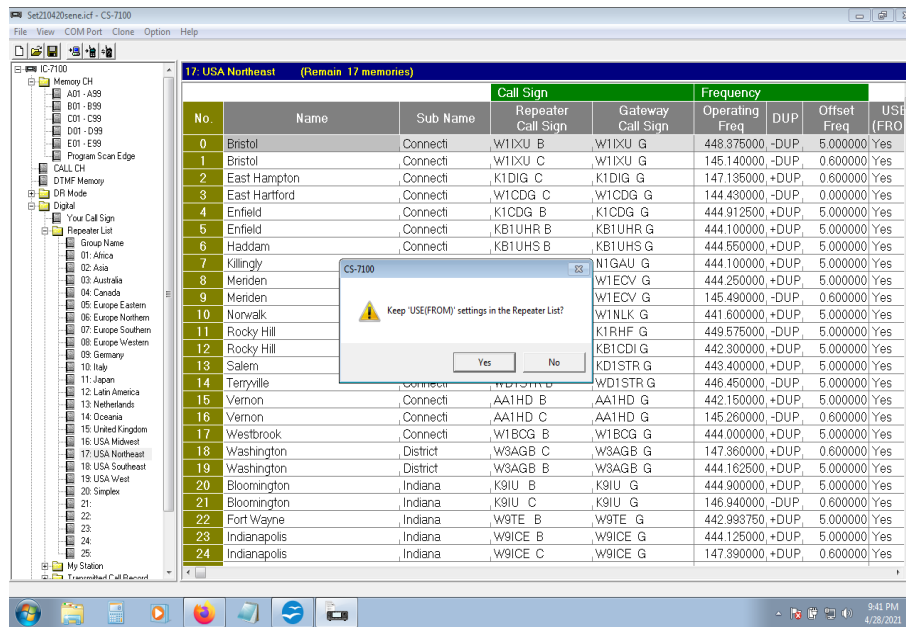 Set210420sene.icf - CS-7100
File View COM Port Clone Option Help
IC-7100
Memory CH
A01 - A99
B01 - B99
C01 - C99
D01 - D99
E01 - E99
Program Scan Edge
CALL CH
DTMF Memory
DR Mode
Digital
Your Call Sign
Repeater List
Group Name
01: Africa
02: Asia
03: Australia
04: Canada
05: Europe Eastern
06: Europe Northern
07: Europe Southern
08: Europe Western
09: Germany
10: Italy
11: Japan
12: Latin America
13: Netherlands
14: Oceania
15: United Kingdom
16: USA Midwest
17: USA Northeast
18: USA Southeast
19: USA West
20: Simplex
21:
22:
23:
24:
25:
My Station
Transmitted Call Record
17: USA Northeast (Remain 17 memories)
Call Sign Frequency
No. Name Sub Name Repeater Call Sign Gateway Call Sign Operating Freq DUP Offset Freq USE (FRO
0 Bristol , Connecti , W1IXU B , W1IXU G 448.375000, -DUP, 5.000000 Yes
1 Bristol , Connecti , W1IXU C , W1IXU G 145.140000, -DUP, 0.600000 Yes
2 East Hampton , Connecti , K1DIG C , K1DIG G 147.135000, +DUP, 0.600000 Yes
3 East Hartford , Connecti , W1CDG C , W1CDG G 144.430000, -DUP, 0.000000 Yes
4 Enfield , Connecti , K1CDG B , K1CDG G 444.912500, +DUP, 5.000000 Yes
5 Enfield , Connecti , KB1UHR B , KB1UHR G 444.100000, +DUP, 5.000000 Yes
6 Haddam , Connecti , KB1UHS B , KB1UHS G 444.550000, +DUP, 5.000000 Yes
7 Killingly N1GAU G 444.100000, +DUP, 5.000000 Yes
8 Meriden W1ECV G 444.250000, +DUP, 5.000000 Yes
9 Meriden W1ECV G 145.490000, -DUP, 0.600000 Yes
10 Norwalk W1NLK G 441.600000, +DUP, 5.000000 Yes
11 Rocky Hill K1RHF G 449.575000, -DUP, 5.000000 Yes
12 Rocky Hill KB1CDI G 442.300000, +DUP, 5.000000 Yes
13 Salem KD1STR G 443.400000, +DUP, 5.000000 Yes
14 Terryville Connecti WD1STR B WD1STR G 446.450000, -DUP, 5.000000 Yes
15 Vernon , Connecti , AA1HD B , AA1HD G 442.150000, +DUP, 5.000000 Yes
16 Vernon , Connecti , AA1HD C , AA1HD G 145.260000, -DUP, 0.600000 Yes
17 Westbrook , Connecti , W1BCG B , W1BCG G 444.000000, +DUP, 5.000000 Yes
18 Washington , District , W3AGB C , W3AGB G 147.360000, +DUP, 0.600000 Yes
19 Washington , District , W3AGB B , W3AGB G 444.162500, +DUP, 5.000000 Yes
20 Bloomington , Indiana , K9IU B , K9IU G 444.900000, +DUP, 5.000000 Yes
21 Bloomington , Indiana , K9IU C , K9IU G 146.940000, -DUP, 0.600000 Yes
22 Fort Wayne , Indiana , W9TE B , W9TE G 442.993750, +DUP, 5.000000 Yes
23 Indianapolis , Indiana , W9ICE B , W9ICE G 444.125000, +DUP, 5.000000 Yes
24 Indianapolis , Indiana , W9ICE C , W9ICE G 147.390000, +DUP, 0.600000 Yes
CS-7100
Keep 'USE(FROM)' settings in the Repeater List?
Yes No
9:41 PM
4/28/2021